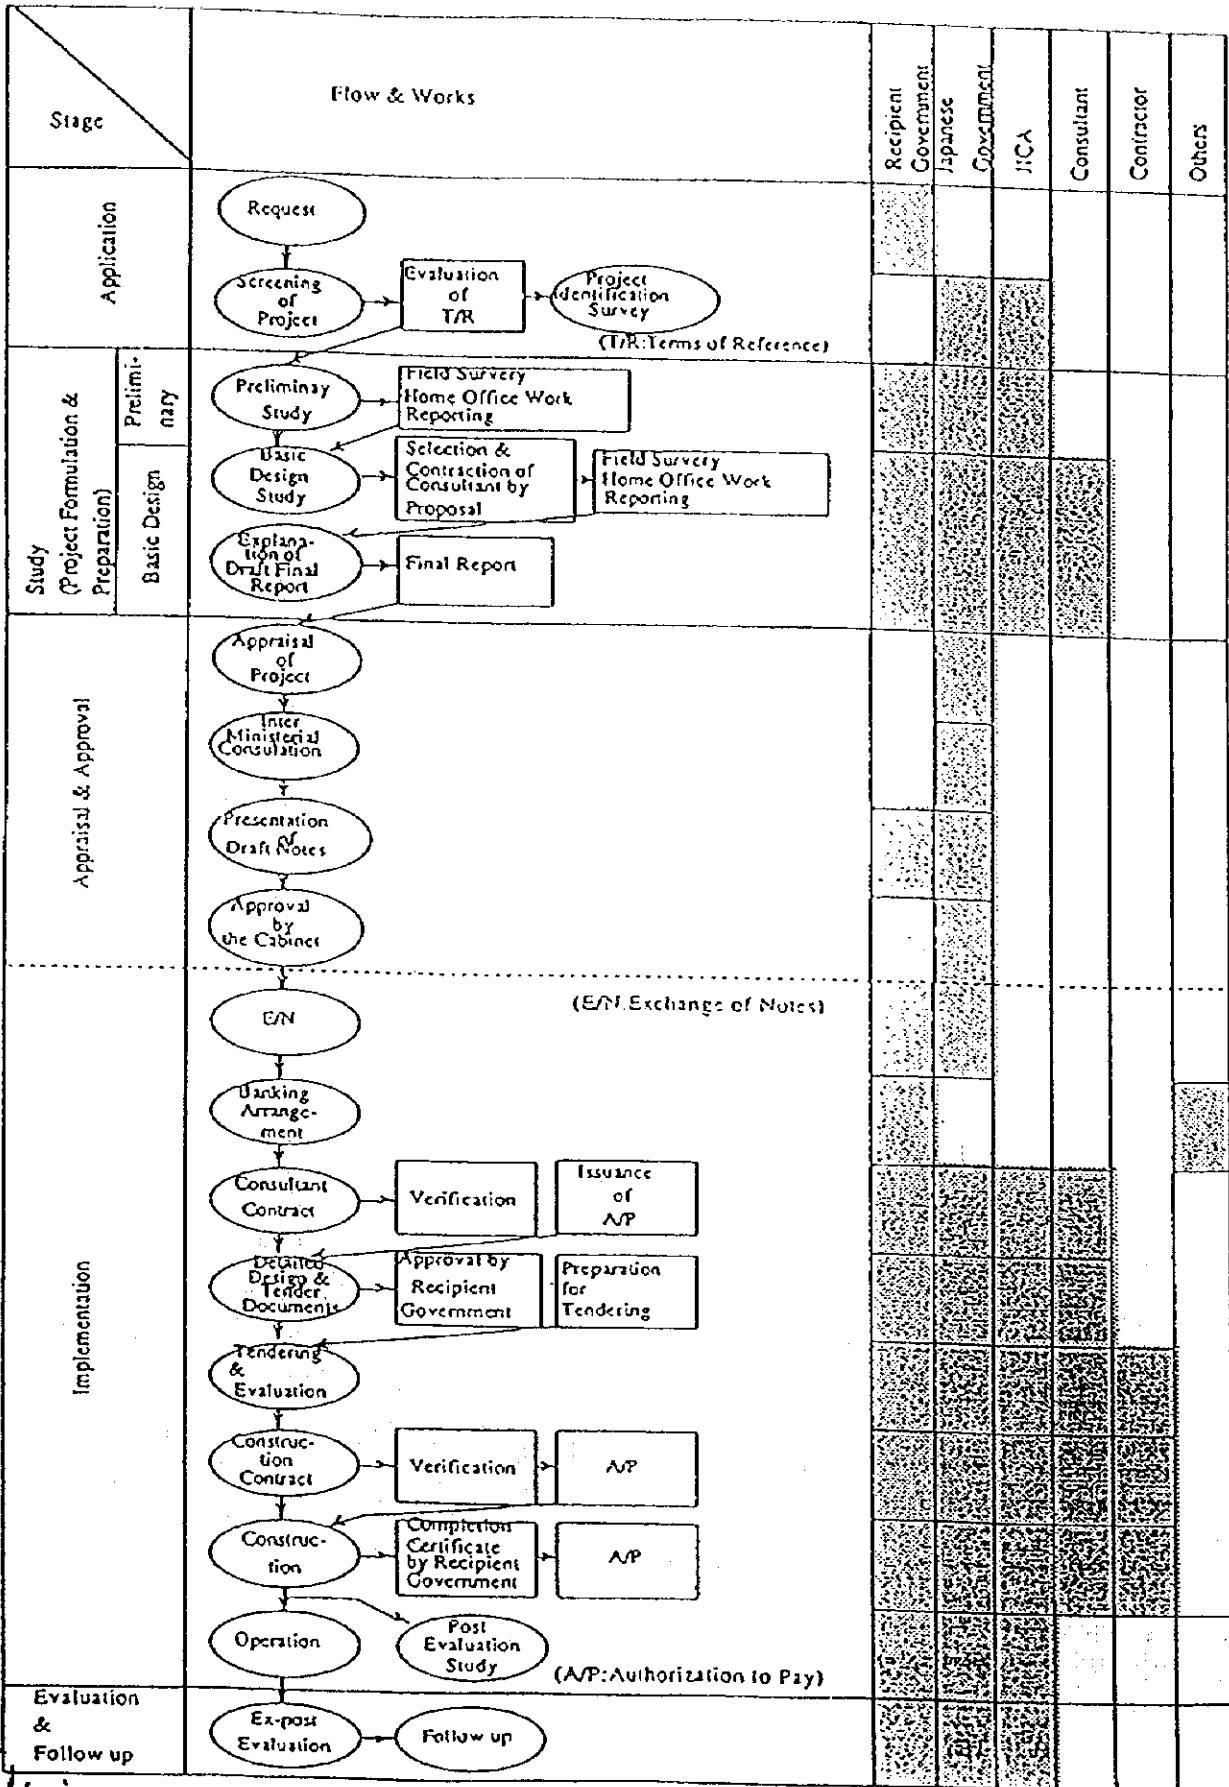 Stage
Flow & Works
Recipient
Government
Japanese
Government
JICA
Consultant
Contractor
Others
Application
Request
Screening
of
Project
Evaluation
of
T/R
Project
Identification
Survey
(T/R:Terms of Reference)
Study
(Project Formulation &
Preparation)
Prelimi-
nary
Preliminay
Study
Field Survery
Home Office Work
Reporting
Basic Design
Basic
Design
Study
Selection &
Contraction of
Consultant by
Proposal
Field Survery
Home Office Work
Reporting
Explana-
tion of
Draft Final
Report
Final Report
Appraisal & Approval
Appraisal
of
Project
Inter
Ministerial
Consulation
Presentation
of
Draft Notes
Approval
by
the Cabinet
Implementation
E/N
(E/N:Exchange of Notes)
Banking
Arrange-
ment
Consultant
Contract
Verification
Issuance
of
A/P
Detailed
Design &
Tender
Documents
Approval by
Recipient
Government
Preparation
for
Tendering
Tendering
&
Evaluation
Construc-
tion
Contract
Verification
A/P
Construc-
tion
Completion
Certificate
by Recipient
Government
A/P
Operation
Post
Evaluation
Study
(A/P:Authorization to Pay)
Evaluation
&
Follow up
Ex-post
Evaluation
Follow up